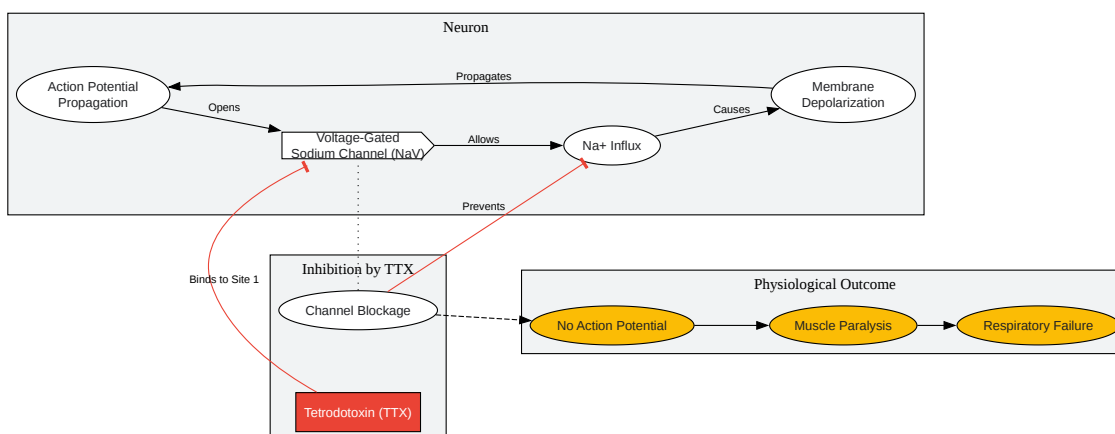 Neuron
Action Potential
Propagation
Propagates
Membrane
Depolarization
Opens
Causes
Voltage-Gated
Sodium Channel (NaV)
Allows
Na+ Influx
Prevents
Binds to Site 1
Inhibition by TTX
Channel Blockage
Tetrodotoxin (TTX)
Physiological Outcome
No Action Potential
Muscle Paralysis
Respiratory Failure